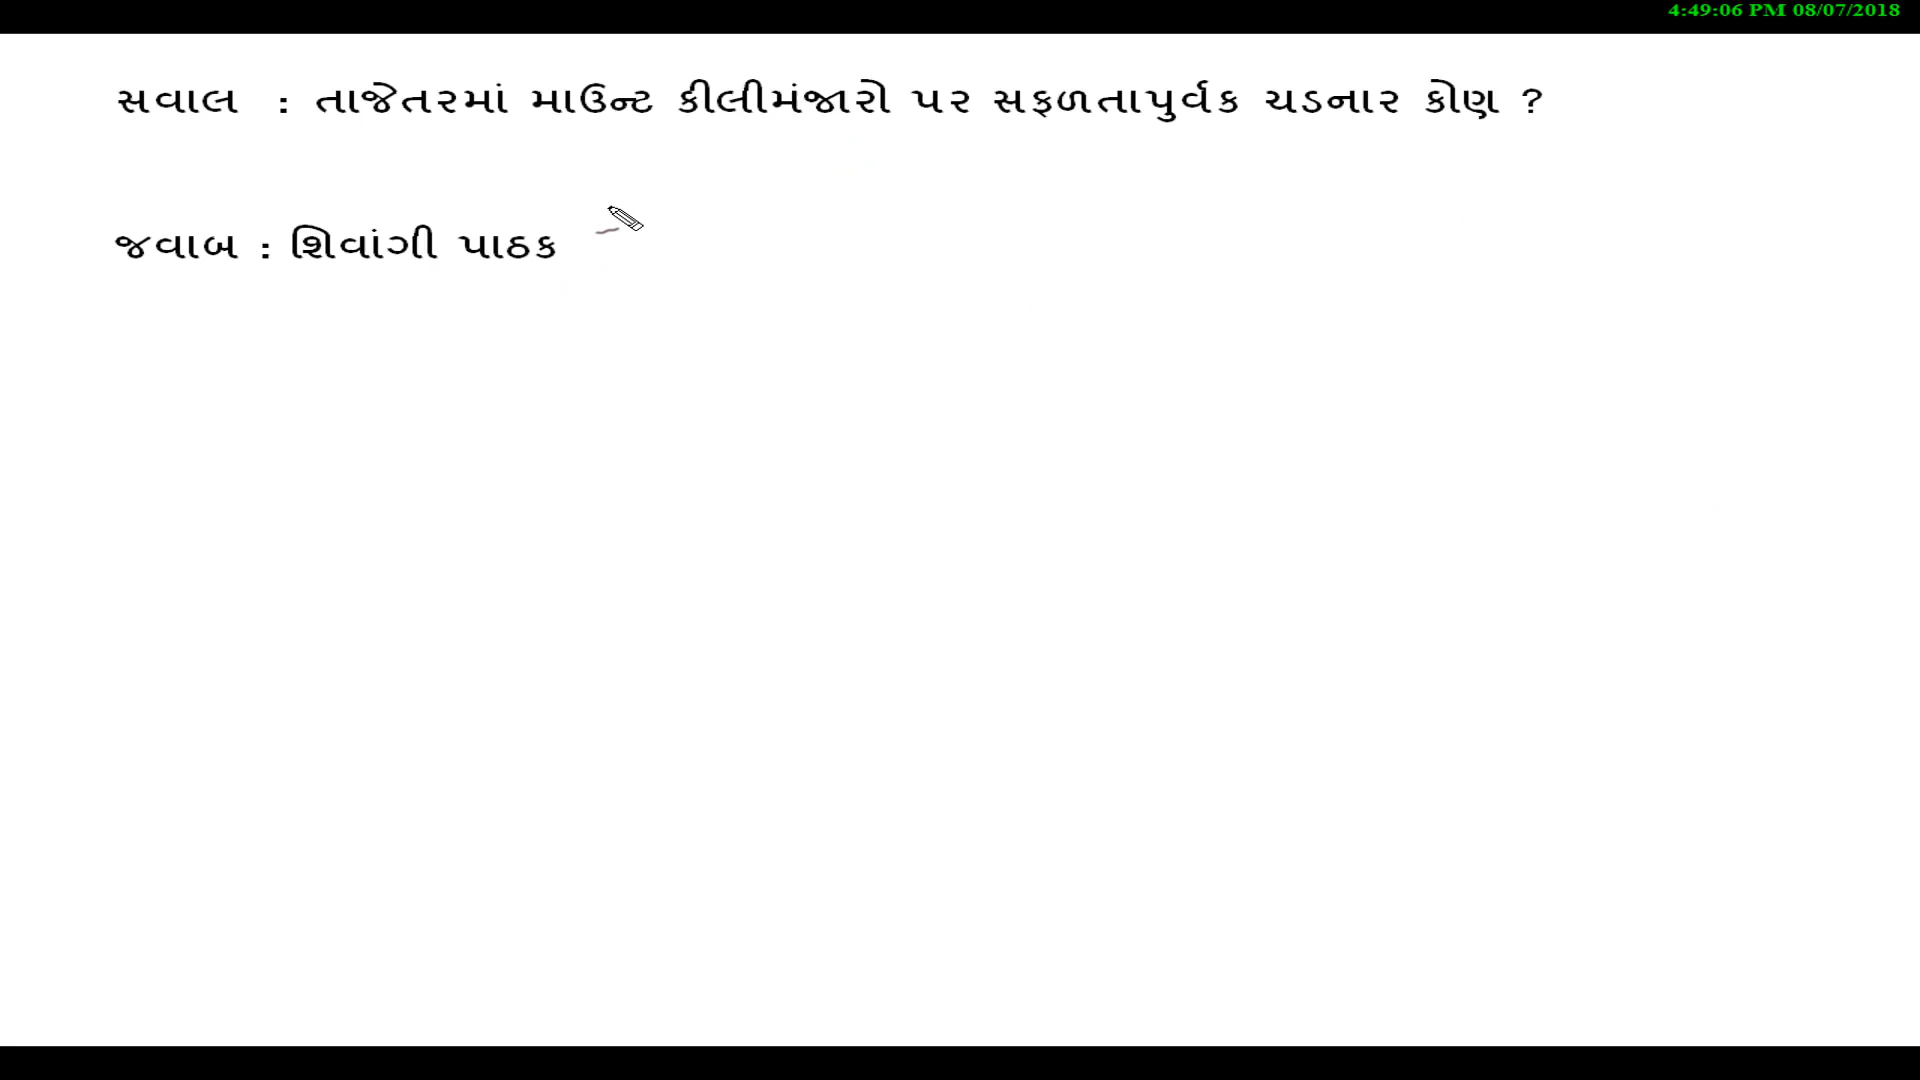 4:49:06 PM 08/07/2018
સવાલ : તાજેતરમાં માઉન્ટ કીલીમંજારો પર સફળતાપુર્વક ચડનાર કોણ ?
જવાબ : શિવાંગી પાઠક